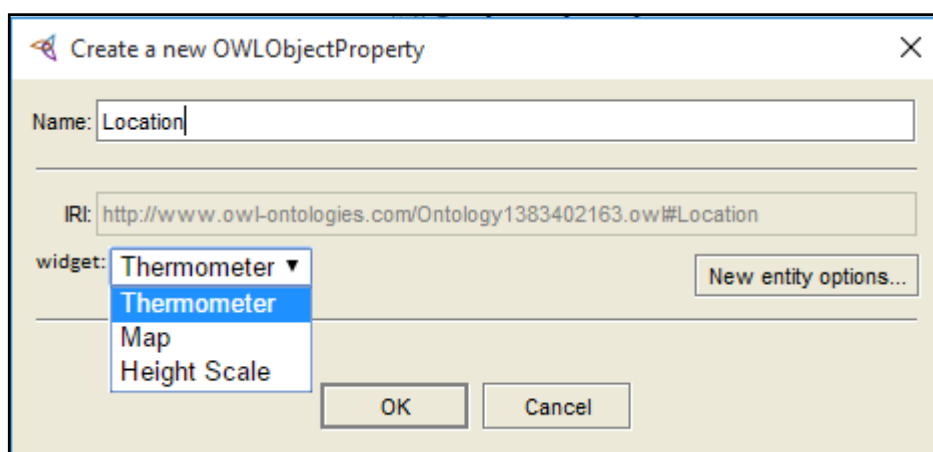 Create a new OWLObjectProperty
Name: Location
IRI: http://www.owl-ontologies.com/Ontology1383402163.owl#Location
widget: Thermometer ▼
New entity options...
Thermometer
Map
Height Scale
OK Cancel